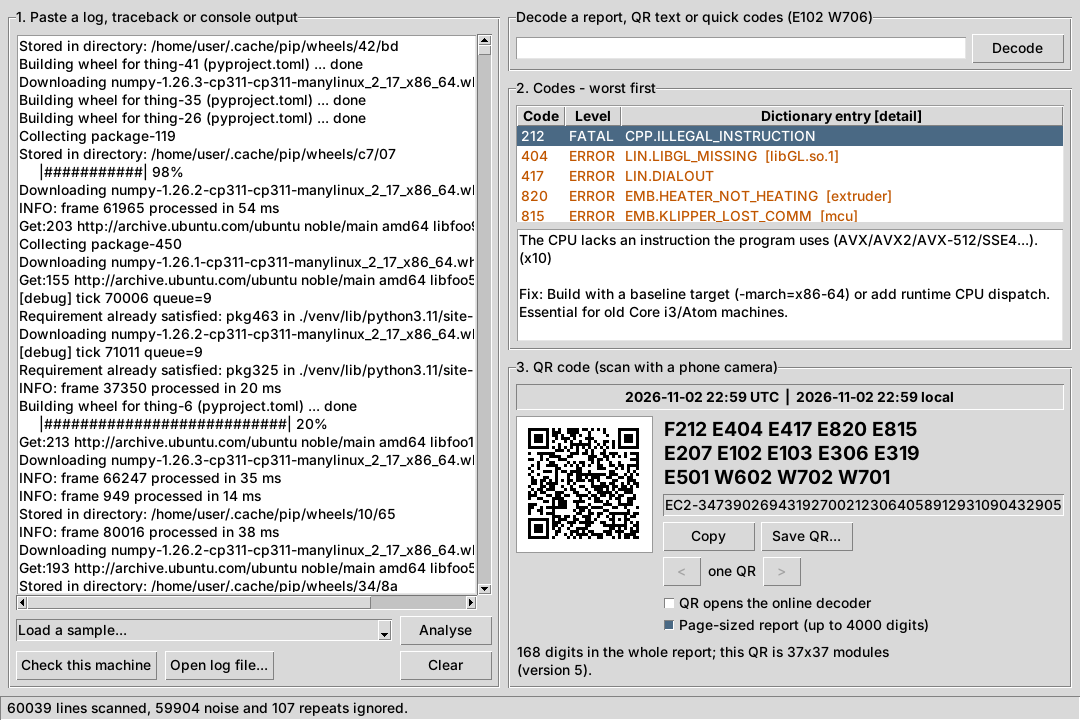 1. Paste a log, traceback or console output
Stored in directory: /home/user/.cache/pip/wheels/42/bd
Building wheel for thing-41 (pyproject.toml) ... done
Downloading numpy-1.26.3-cp311-cp311-manylinux_2_17_x86_64.wl
Building wheel for thing-35 (pyproject.toml) ... done
Building wheel for thing-26 (pyproject.toml) ... done
Collecting package-119
Stored in directory: /home/user/.cache/pip/wheels/c7/07
|###########| 98%
Downloading numpy-1.26.2-cp311-cp311-manylinux_2_17_x86_64.wl
INFO: frame 61965 processed in 54 ms
Get:203 http://archive.ubuntu.com/ubuntu noble/main amd64 libfoo9
Collecting package-450
Downloading numpy-1.26.1-cp311-cp311-manylinux_2_17_x86_64.wh
Get:155 http://archive.ubuntu.com/ubuntu noble/main amd64 libfoo5
[debug] tick 70006 queue=9
Requirement already satisfied: pkg463 in ./venv/lib/python3.11/site-
Downloading numpy-1.26.2-cp311-cp311-manylinux_2_17_x86_64.wl
[debug] tick 71011 queue=9
Requirement already satisfied: pkg325 in ./venv/lib/python3.11/site-
INFO: frame 37350 processed in 20 ms
Building wheel for thing-6 (pyproject.toml) ... done
|###########################| 20%
Get:213 http://archive.ubuntu.com/ubuntu noble/main amd64 libfoo1
Downloading numpy-1.26.3-cp311-cp311-manylinux_2_17_x86_64.wl
INFO: frame 66247 processed in 35 ms
INFO: frame 949 processed in 14 ms
Stored in directory: /home/user/.cache/pip/wheels/10/65
INFO: frame 80016 processed in 38 ms
Downloading numpy-1.26.2-cp311-cp311-manylinux_2_17_x86_64.wl
Get:193 http://archive.ubuntu.com/ubuntu noble/main amd64 libfoo5
Stored in directory: /home/user/.cache/pip/wheels/34/8a
Load a sample...
Analyse
Check this machine
Open log file...
Clear
Decode a report, QR text or quick codes (E102 W706)
Decode
2. Codes - worst first
Code Level Dictionary entry [detail]
212 FATAL CPP.ILLEGAL_INSTRUCTION
404 ERROR LIN.LIBGL_MISSING [libGL.so.1]
417 ERROR LIN.DIALOUT
820 ERROR EMB.HEATER_NOT_HEATING [extruder]
815 ERROR EMB.KLIPPER_LOST_COMM [mcu]
The CPU lacks an instruction the program uses (AVX/AVX2/AVX-512/SSE4...).
(x10)
Fix: Build with a baseline target (-march=x86-64) or add runtime CPU dispatch.
Essential for old Core i3/Atom machines.
3. QR code (scan with a phone camera)
2026-11-02 22:59 UTC | 2026-11-02 22:59 local
F212 E404 E417 E820 E815
E207 E102 E103 E306 E319
E501 W602 W702 W701
EC2-34739026943192700212306405891293109043290​5
Copy
Save QR...
<
one QR
>
QR opens the online decoder
Page-sized report (up to 4000 digits)
168 digits in the whole report; this QR is 37x37 modules
(version 5).
60039 lines scanned, 59904 noise and 107 repeats ignored.